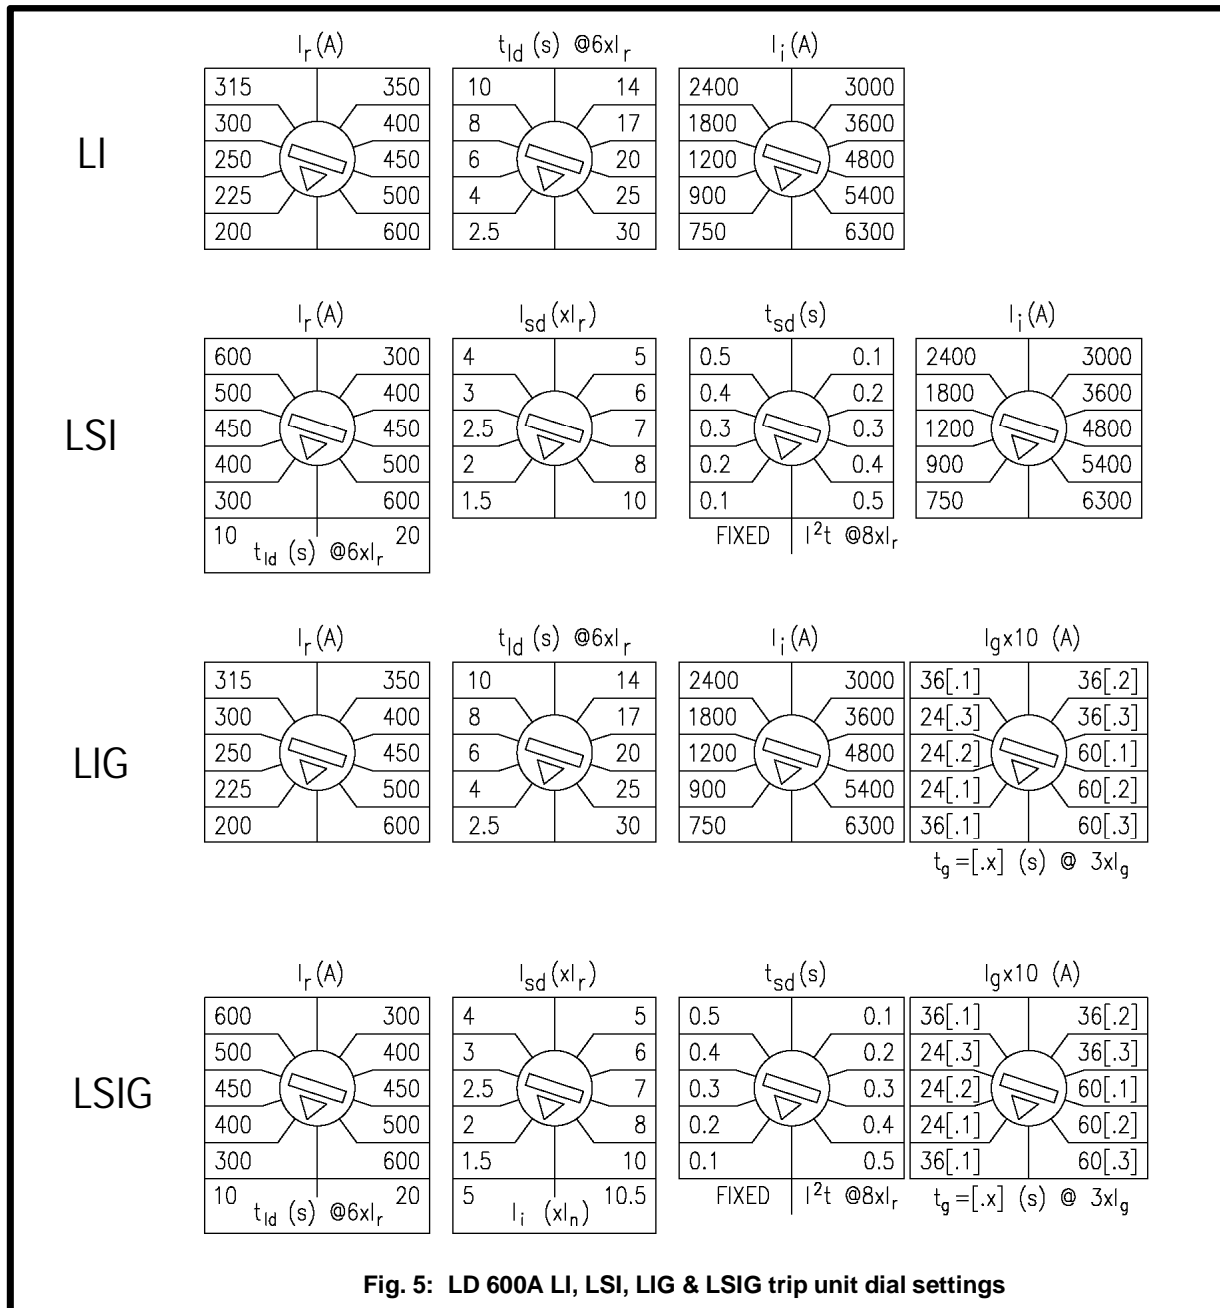 Ir(A) tld (s) @6xIr Ii(A)
315 350 10 14 2400 3000
300 400 8 17 1800 3600
LI 250 450 6 20 1200 4800
225 500 4 25 900 5400
200 600 2.5 30 750 6300
Ir(A) Isd(xIr) tsd(s) Ii(A)
600 300 4 5 0.5 0.1 2400 3000
500 400 3 6 0.4 0.2 1800 3600
LSI 450 450 2.5 7 0.3 0.3 1200 4800
400 500 2 8 0.2 0.4 900 5400
300 600 1.5 10 0.1 0.5 750 6300
10 tld (s) @6xIr 20 FIXED I²t @8xIr
Ir(A) tld (s) @6xIr Ii(A) Igx10 (A)
315 350 10 14 2400 3000 36[.1] 36[.2]
300 400 8 17 1800 3600 24[.3] 36[.3]
LIG 250 450 6 20 1200 4800 24[.2] 60[.1]
225 500 4 25 900 5400 24[.1] 60[.2]
200 600 2.5 30 750 6300 36[.1] 60[.3]
tg=[.x] (s) @ 3xIg
Ir(A) Isd(xIr) tsd(s) Igx10 (A)
600 300 4 5 0.5 0.1 36[.1] 36[.2]
500 400 3 6 0.4 0.2 24[.3] 36[.3]
LSIG 450 450 2.5 7 0.3 0.3 24[.2] 60[.1]
400 500 2 8 0.2 0.4 24[.1] 60[.2]
300 600 1.5 10 0.1 0.5 36[.1] 60[.3]
10 tld (s) @6xIr 20 5 Ii (xIn) 10.5 FIXED I²t @8xIr tg=[.x] (s) @ 3xIg
Fig. 5: LD 600A LI, LSI, LIG & LSIG trip unit dial settings